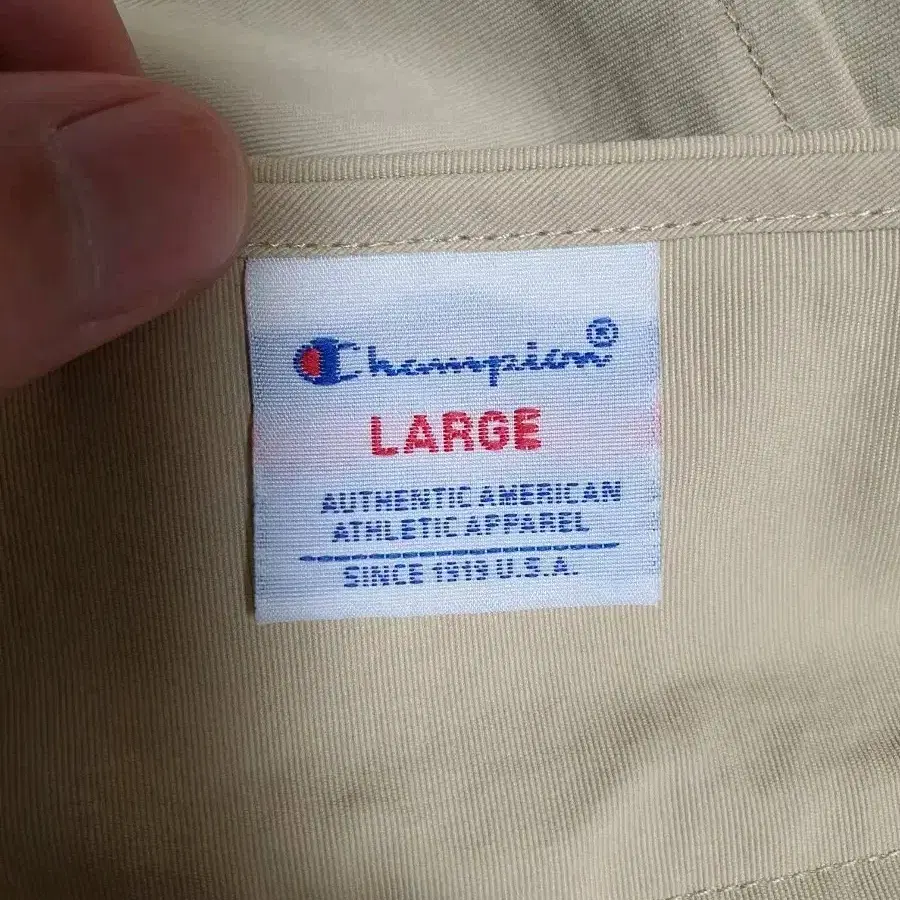 Champion®
LARGE
AUTHENTIC AMERICAN
ATHLETIC APPAREL
SINCE 1919 U.S.A.